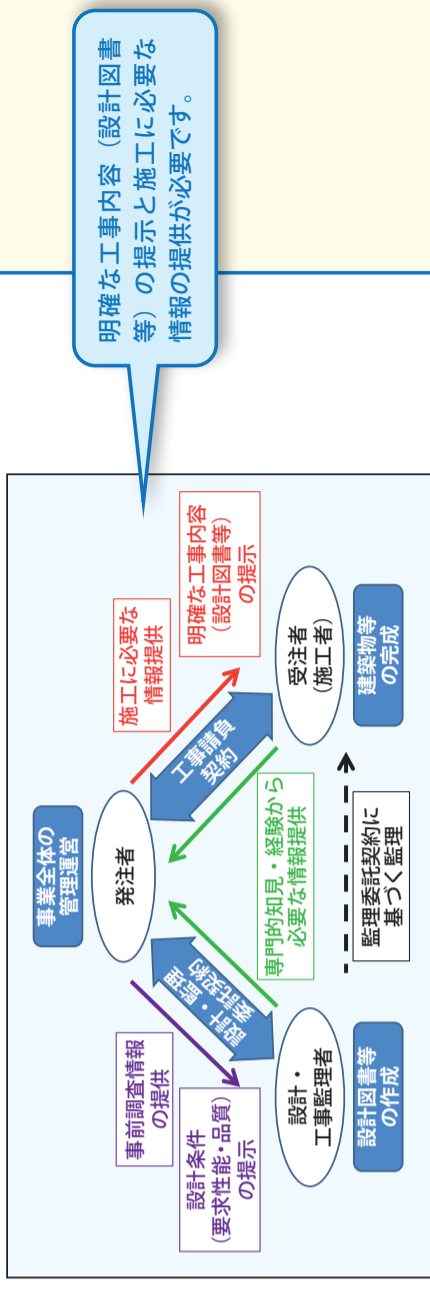 事業全体の
管理運営
発注者
事前調査情報
の提供
設計条件
(要求性能・品質)
の提示
設計・監理
委託契約
工事請負
契約
施工に必要な
情報提供
明確な工事内容
(設計図書等)
の提示
専門的知見・経験から
必要な情報提供
設計・
工事監理者
設計図書等
の作成
受注者
(施工者)
建築物等
の完成
監理委託契約に
基づく監理
明確な工事内容(設計図書
等)の提示と施工に必要な
情報の提供が必要です。